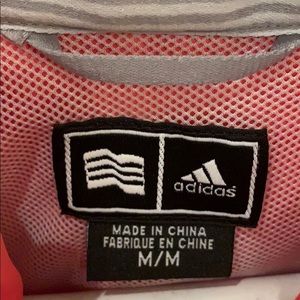 adidas
MADE IN CHINA
FABRIQUE EN CHINE
M/M